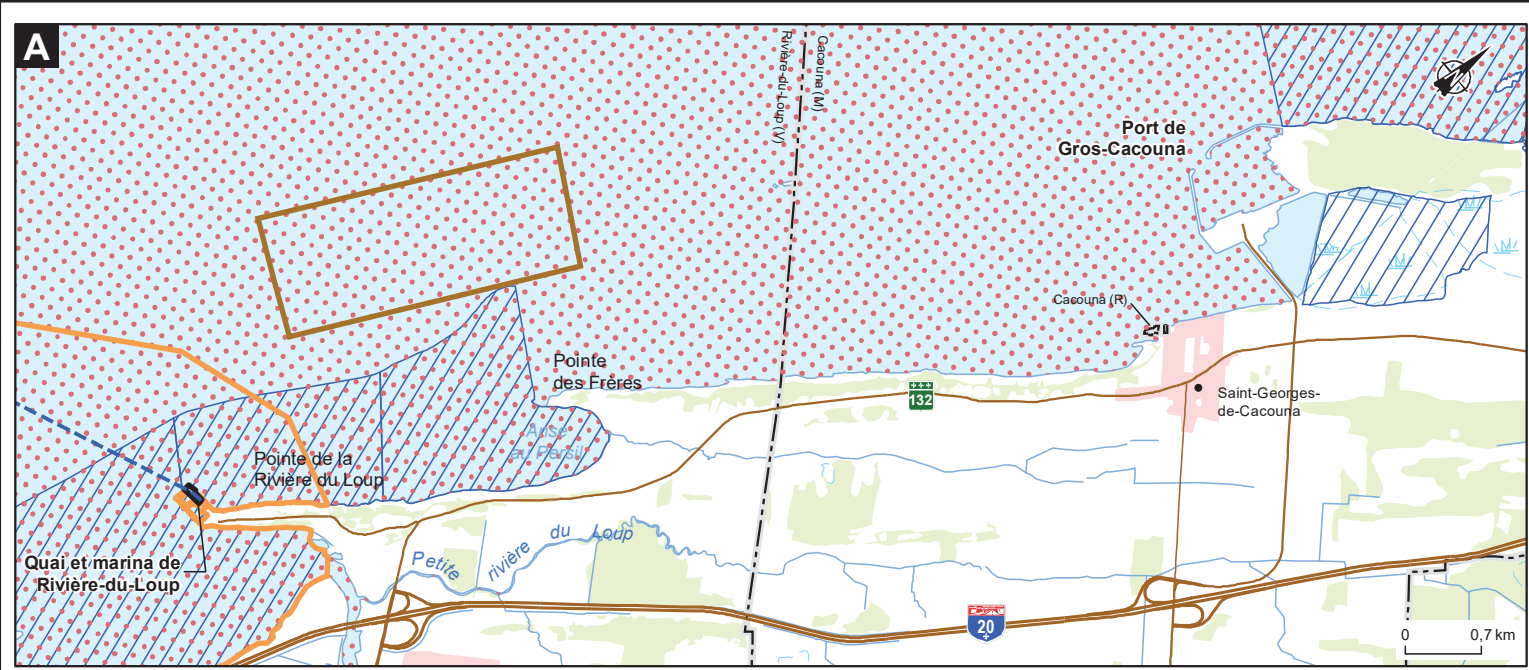 A
Rivière-du-Loup (V)
Cacouna (M)
Port de
Gros-Cacouna
Cacouna (R)
Pointe
des Frères
132
Saint-Georges-
de-Cacouna
Anse
au Persil
Pointe de la
Rivière du Loup
Quai et marina de
Rivière-du-Loup
Petite rivière du Loup
20
0 0,7 km